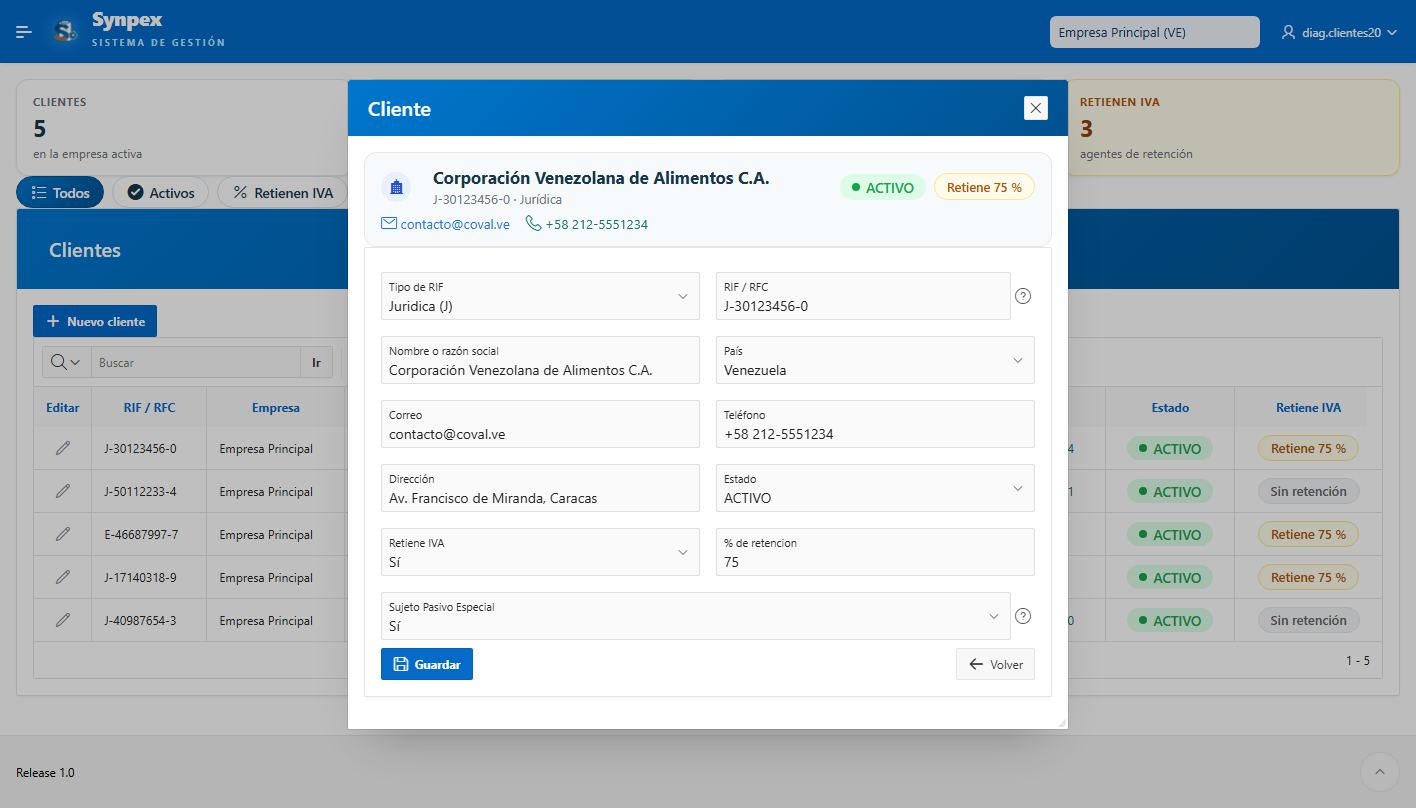 Synpex
SISTEMA DE GESTIÓN
Empresa Principal (VE)
diag.clientes20
CLIENTES
5
en la empresa activa
RETIENEN IVA
3
agentes de retención
Todos
Activos
Retienen IVA
Clientes
Nuevo cliente
Buscar
Ir
Editar RIF / RFC Empresa Estado Retiene IVA
J-30123456-0 Empresa Principal 4 ACTIVO Retiene 75 %
J-50112233-4 Empresa Principal 1 ACTIVO Sin retención
E-46687997-7 Empresa Principal ACTIVO Retiene 75 %
J-17140318-9 Empresa Principal ACTIVO Retiene 75 %
J-40987654-3 Empresa Principal 0 ACTIVO Sin retención
1 - 5
Cliente
Corporación Venezolana de Alimentos C.A.
J-30123456-0 · Jurídica
ACTIVO
Retiene 75 %
contacto@coval.ve
+58 212-5551234
Tipo de RIF
Juridica (J)
RIF / RFC
J-30123456-0
Nombre o razón social
Corporación Venezolana de Alimentos C.A.
País
Venezuela
Correo
contacto@coval.ve
Teléfono
+58 212-5551234
Dirección
Av. Francisco de Miranda, Caracas
Estado
ACTIVO
Retiene IVA
Sí
% de retencion
75
Sujeto Pasivo Especial
Sí
Guardar
Volver
Release 1.0